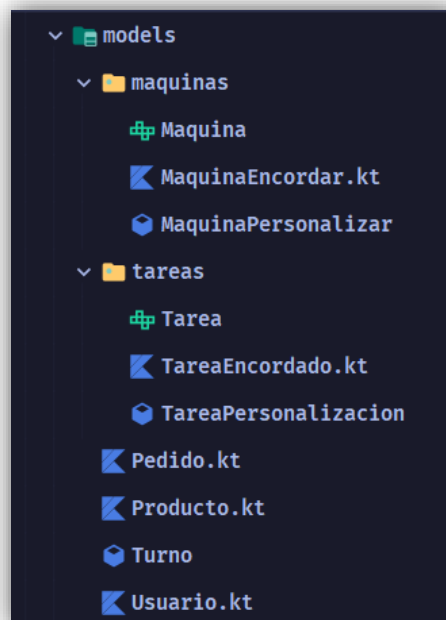 models
maquinas
Maquina
MaquinaEncordar.kt
MaquinaPersonalizar
tareas
Tarea
TareaEncordado.kt
TareaPersonalizacion
Pedido.kt
Producto.kt
Turno
Usuario.kt